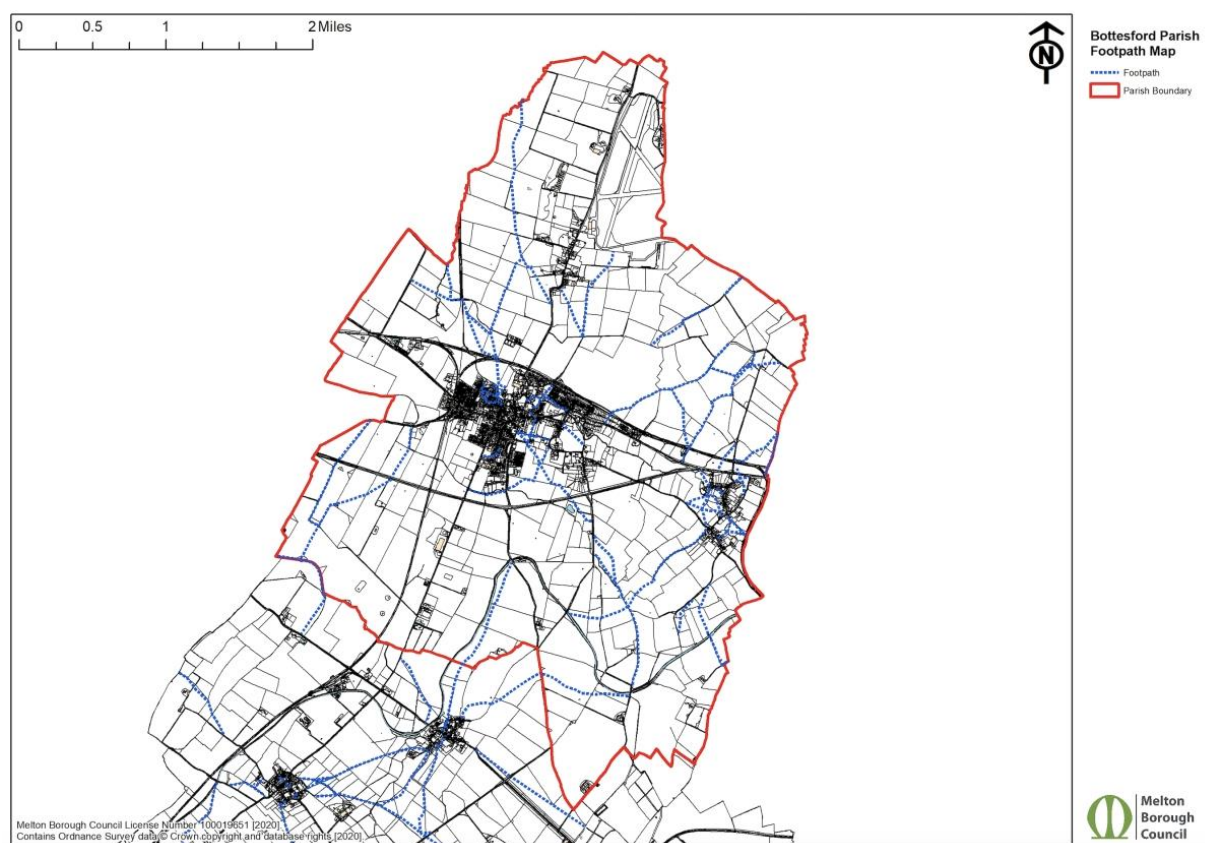 0 0.5 1 2 Miles
N
Bottesford Parish
Footpath Map
Footpath
Parish Boundary
Melton Borough Council License Number 100019651 [2020]
Contains Ordnance Survey data © Crown copyright and database rights [2020]
Melton
Borough
Council